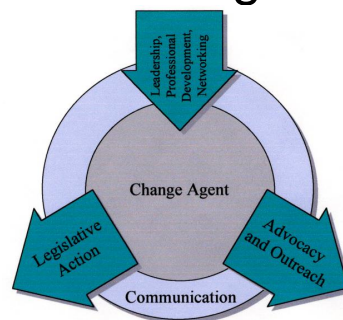 Leadership,
Professional
Development,
Networking
Change Agent
Legislative
Action
Advocacy
and Outreach
Communication